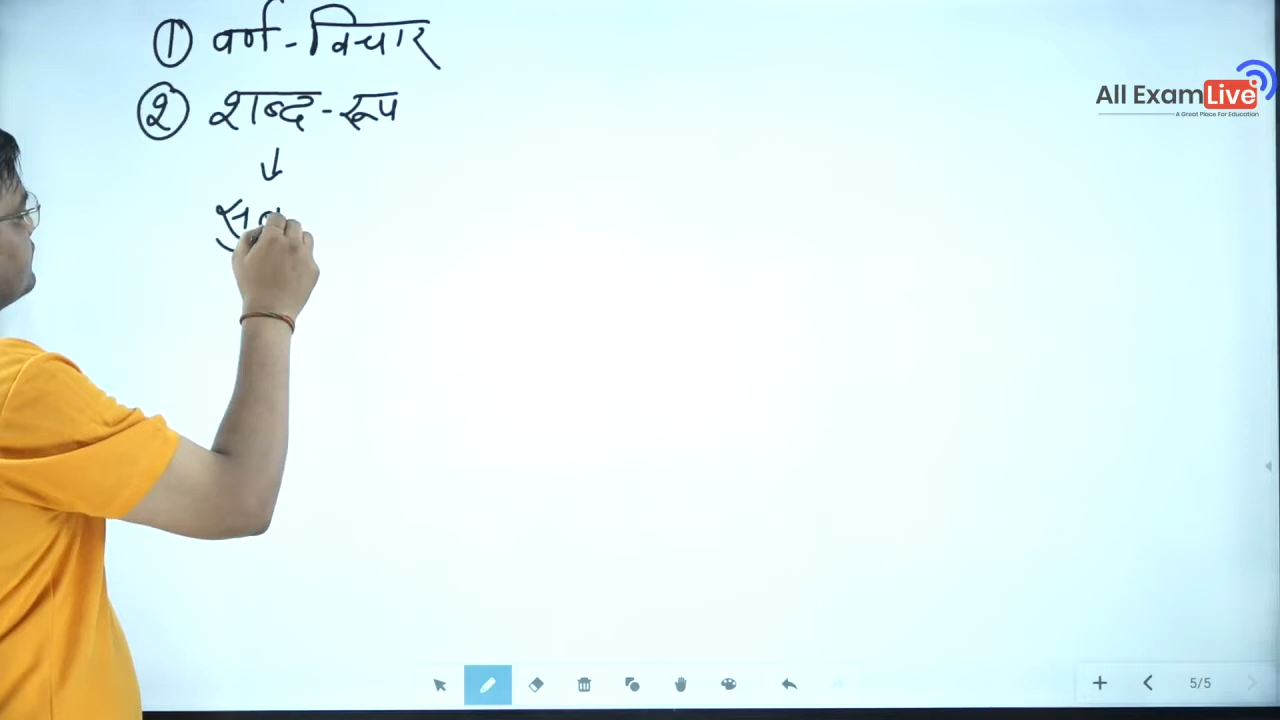 ① वर्ण - विचार
② शब्द - रूप
↓
All Exam Live
A Great Place For Education
5/5